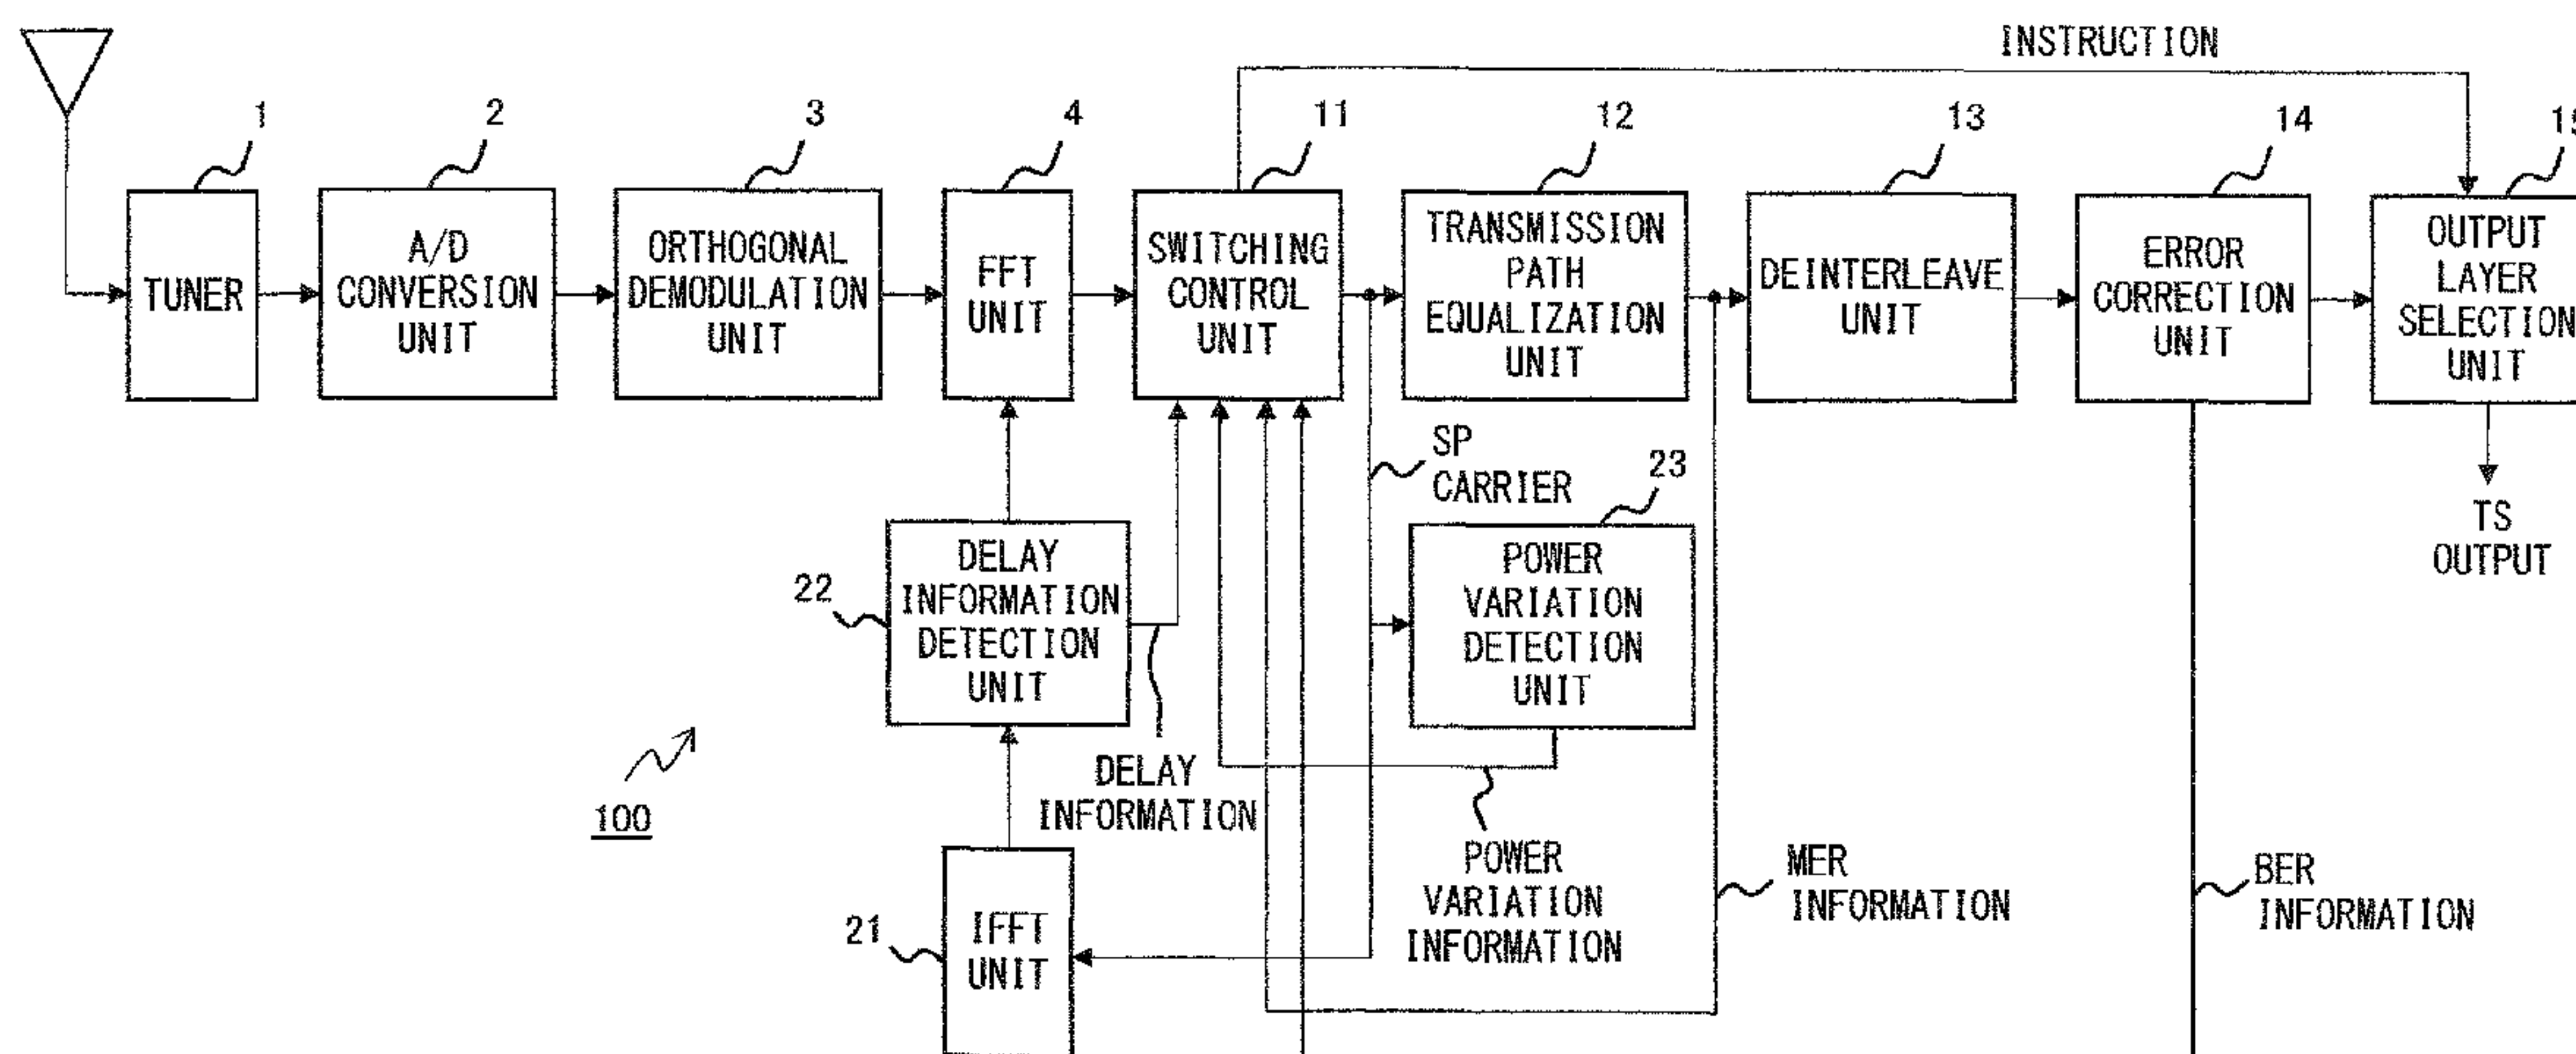 INSTRUCTION
1
2
3
4
11
12
13
14
TUNER
A/D
CONVERSION
UNIT
ORTHOGONAL
DEMODULATION
UNIT
FFT
UNIT
SWITCHING
CONTROL
UNIT
TRANSMISSION
PATH
EQUALIZATION
UNIT
DEINTERLEAVE
UNIT
ERROR
CORRECTION
UNIT
OUTPUT
LAYER
SELECTION
UNIT
SP
CARRIER
23
TS
OUTPUT
22
DELAY
INFORMATION
DETECTION
UNIT
POWER
VARIATION
DETECTION
UNIT
DELAY
INFORMATION
100
POWER
VARIATION
INFORMATION
MER
INFORMATION
BER
INFORMATION
21
IFFT
UNIT